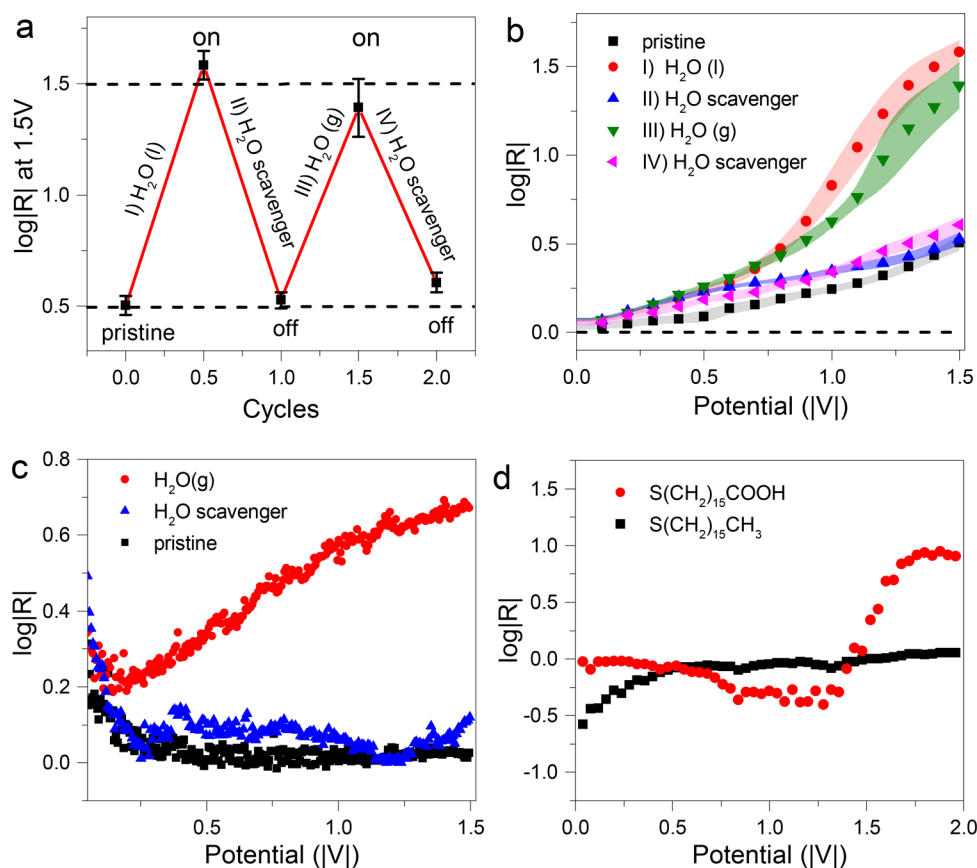 a
on
on
log|R| at 1.5V
1.5
1.0
0.5
I) H₂O (l)
II) H₂O scavenger
III) H₂O (g)
IV) H₂O scavenger
pristine
off
off
0.0 0.5 1.0 1.5 2.0
Cycles
b
pristine
I) H₂O (l)
II) H₂O scavenger
III) H₂O (g)
IV) H₂O scavenger
log|R|
1.5
1.0
0.5
0.0
0.0 0.5 1.0 1.5
Potential (|V|)
c
H₂O(g)
H₂O scavenger
pristine
log|R|
0.8
0.6
0.4
0.2
0.0
0.5 1.0 1.5
Potential (|V|)
d
S(CH₂)₁₅COOH
S(CH₂)₁₅CH₃
log|R|
1.5
1.0
0.5
0.0
-0.5
-1.0
0.0 0.5 1.0 1.5 2.0
Potential (|V|)